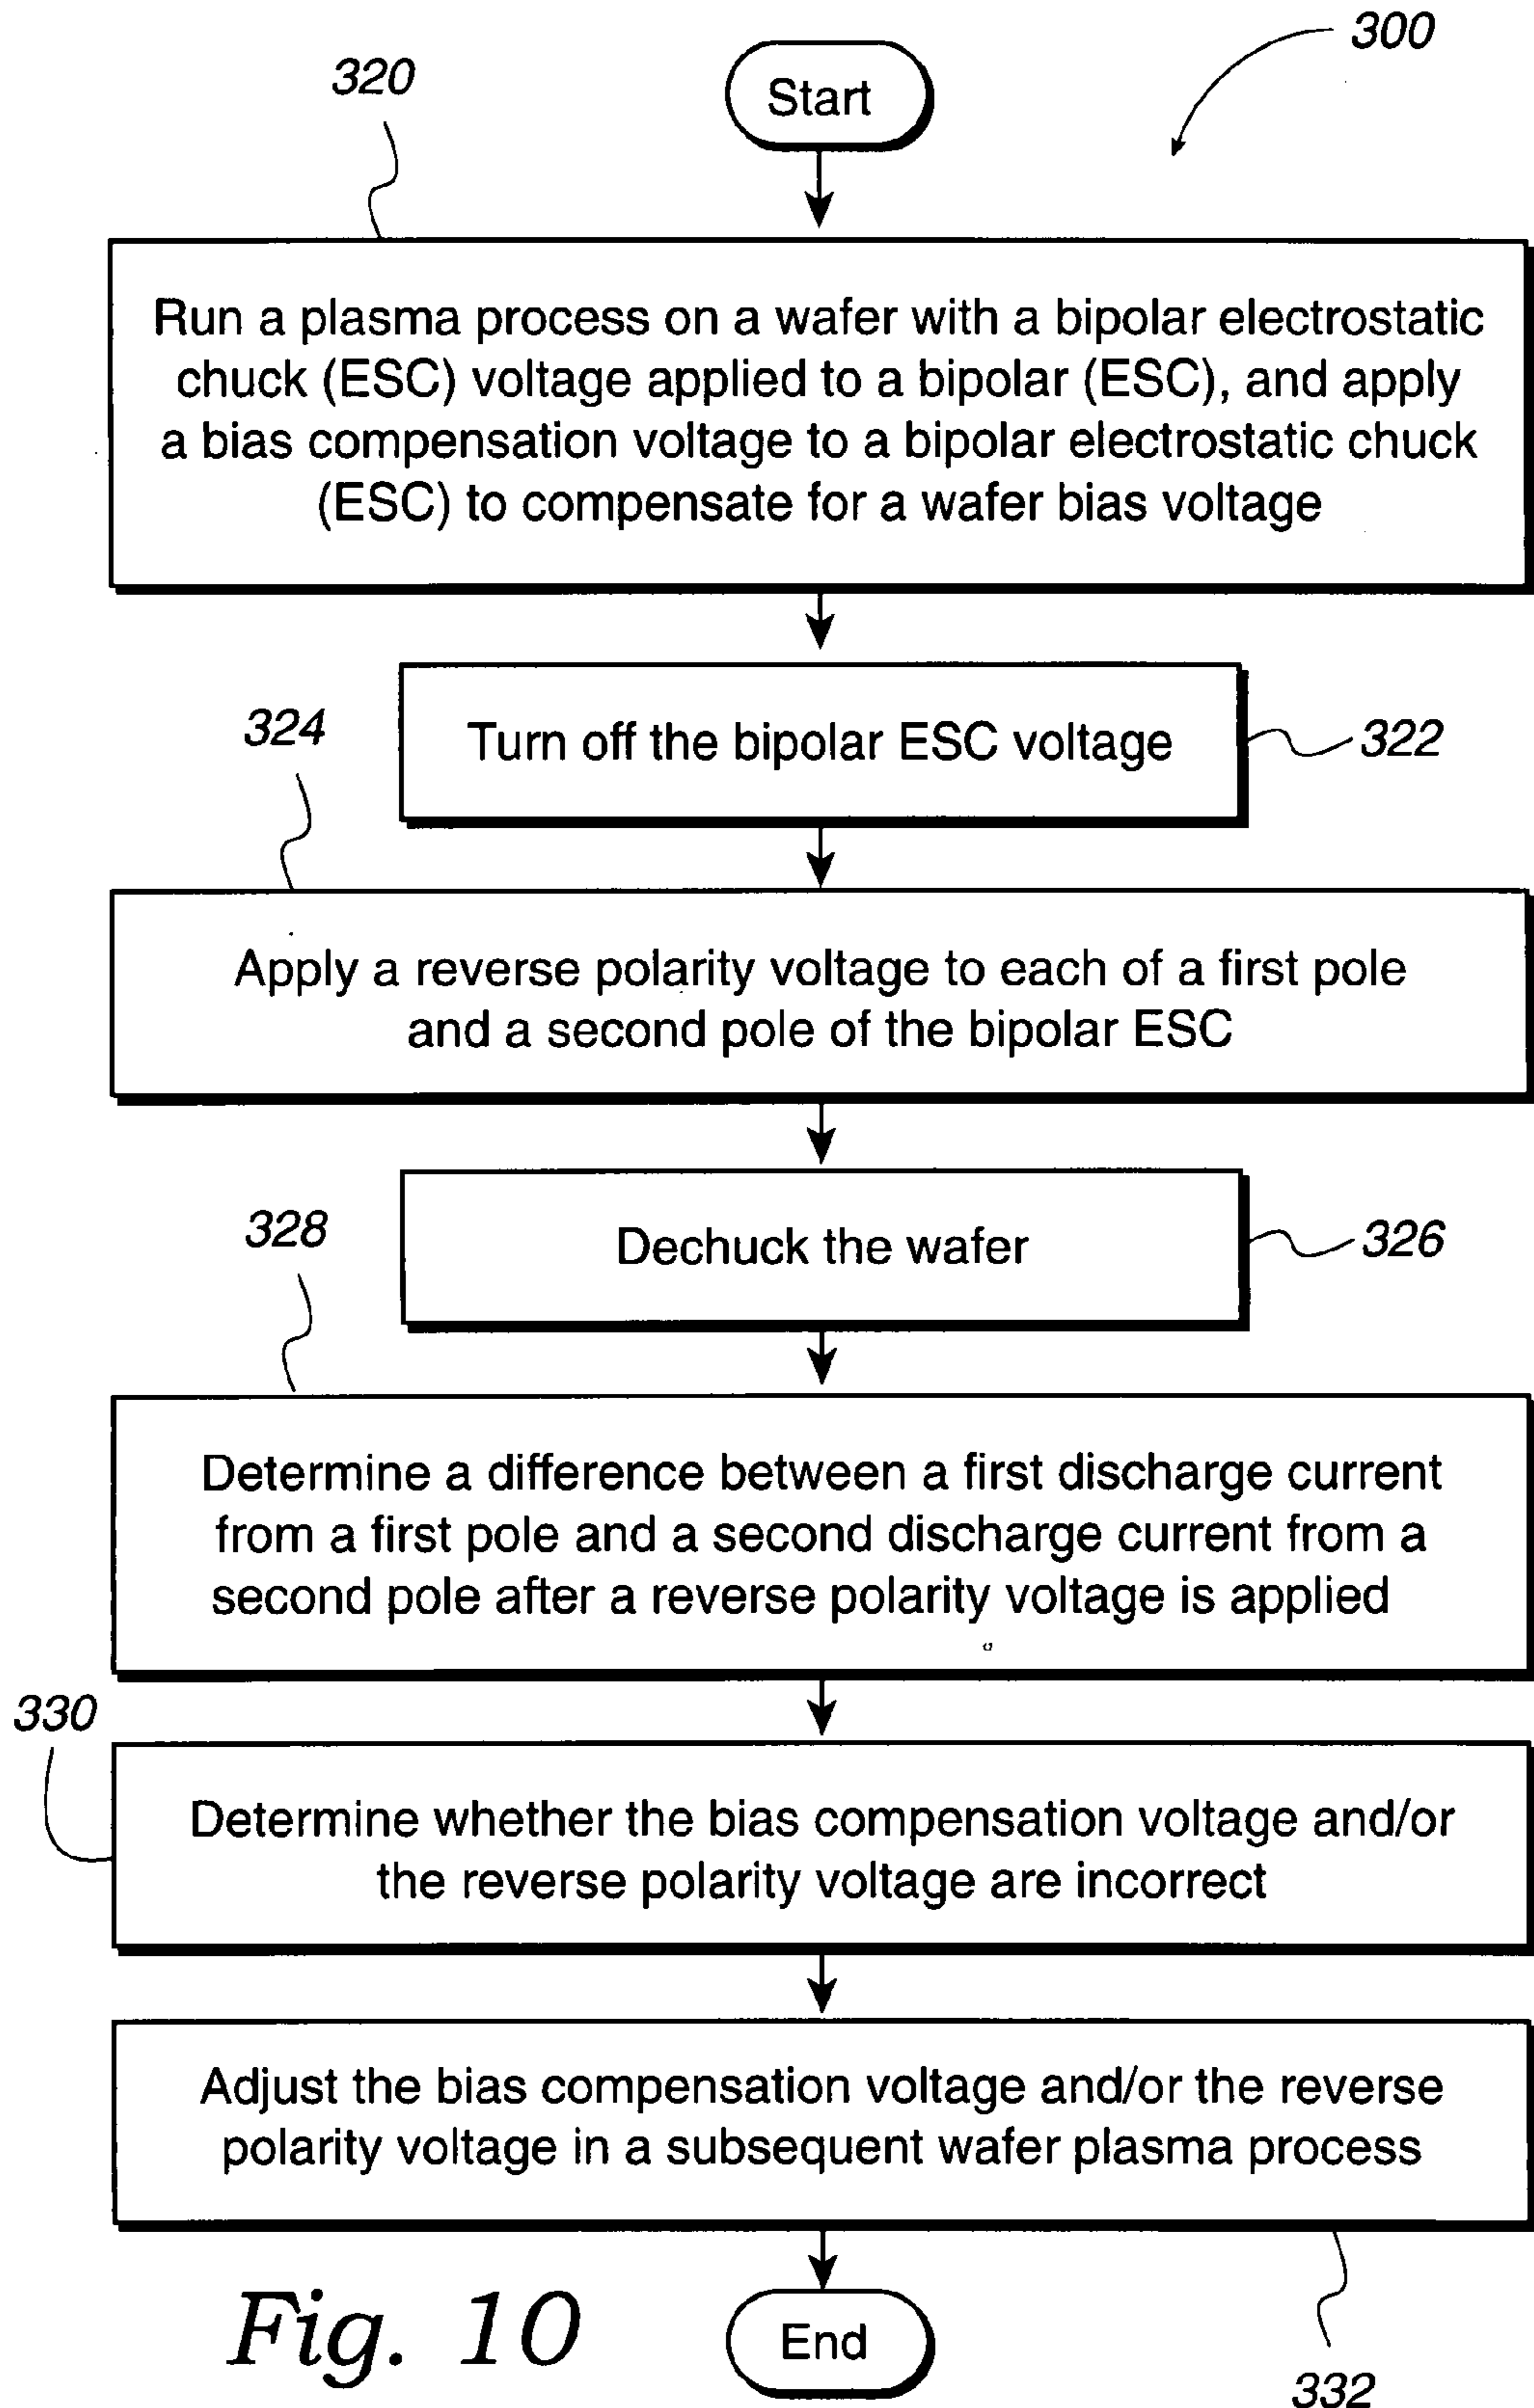 300
320
Start
Run a plasma process on a wafer with a bipolar electrostatic
chuck (ESC) voltage applied to a bipolar (ESC), and apply
a bias compensation voltage to a bipolar electrostatic chuck
(ESC) to compensate for a wafer bias voltage
324
Turn off the bipolar ESC voltage
322
Apply a reverse polarity voltage to each of a first pole
and a second pole of the bipolar ESC
328
Dechuck the wafer
326
Determine a difference between a first discharge current
from a first pole and a second discharge current from a
second pole after a reverse polarity voltage is applied
330
Determine whether the bias compensation voltage and/or
the reverse polarity voltage are incorrect
Adjust the bias compensation voltage and/or the reverse
polarity voltage in a subsequent wafer plasma process
Fig. 10
End
332